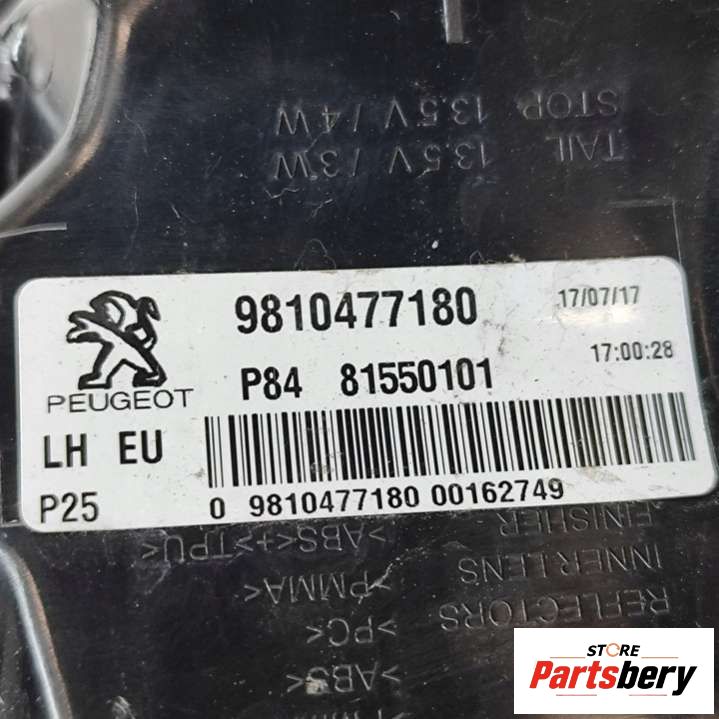 STOP 13.5V /4W
TAIL 13.5V /3W
9810477180 17/07/17
PEUGEOT P84 81550101 17:00:28
LH EU
P25 0 9810477180 00162749
FINISHER >ABS<+>TPU<
INNER LENS >PMMA<
REFLECTORS >PC<
>ABS<
STORE
Partsbery